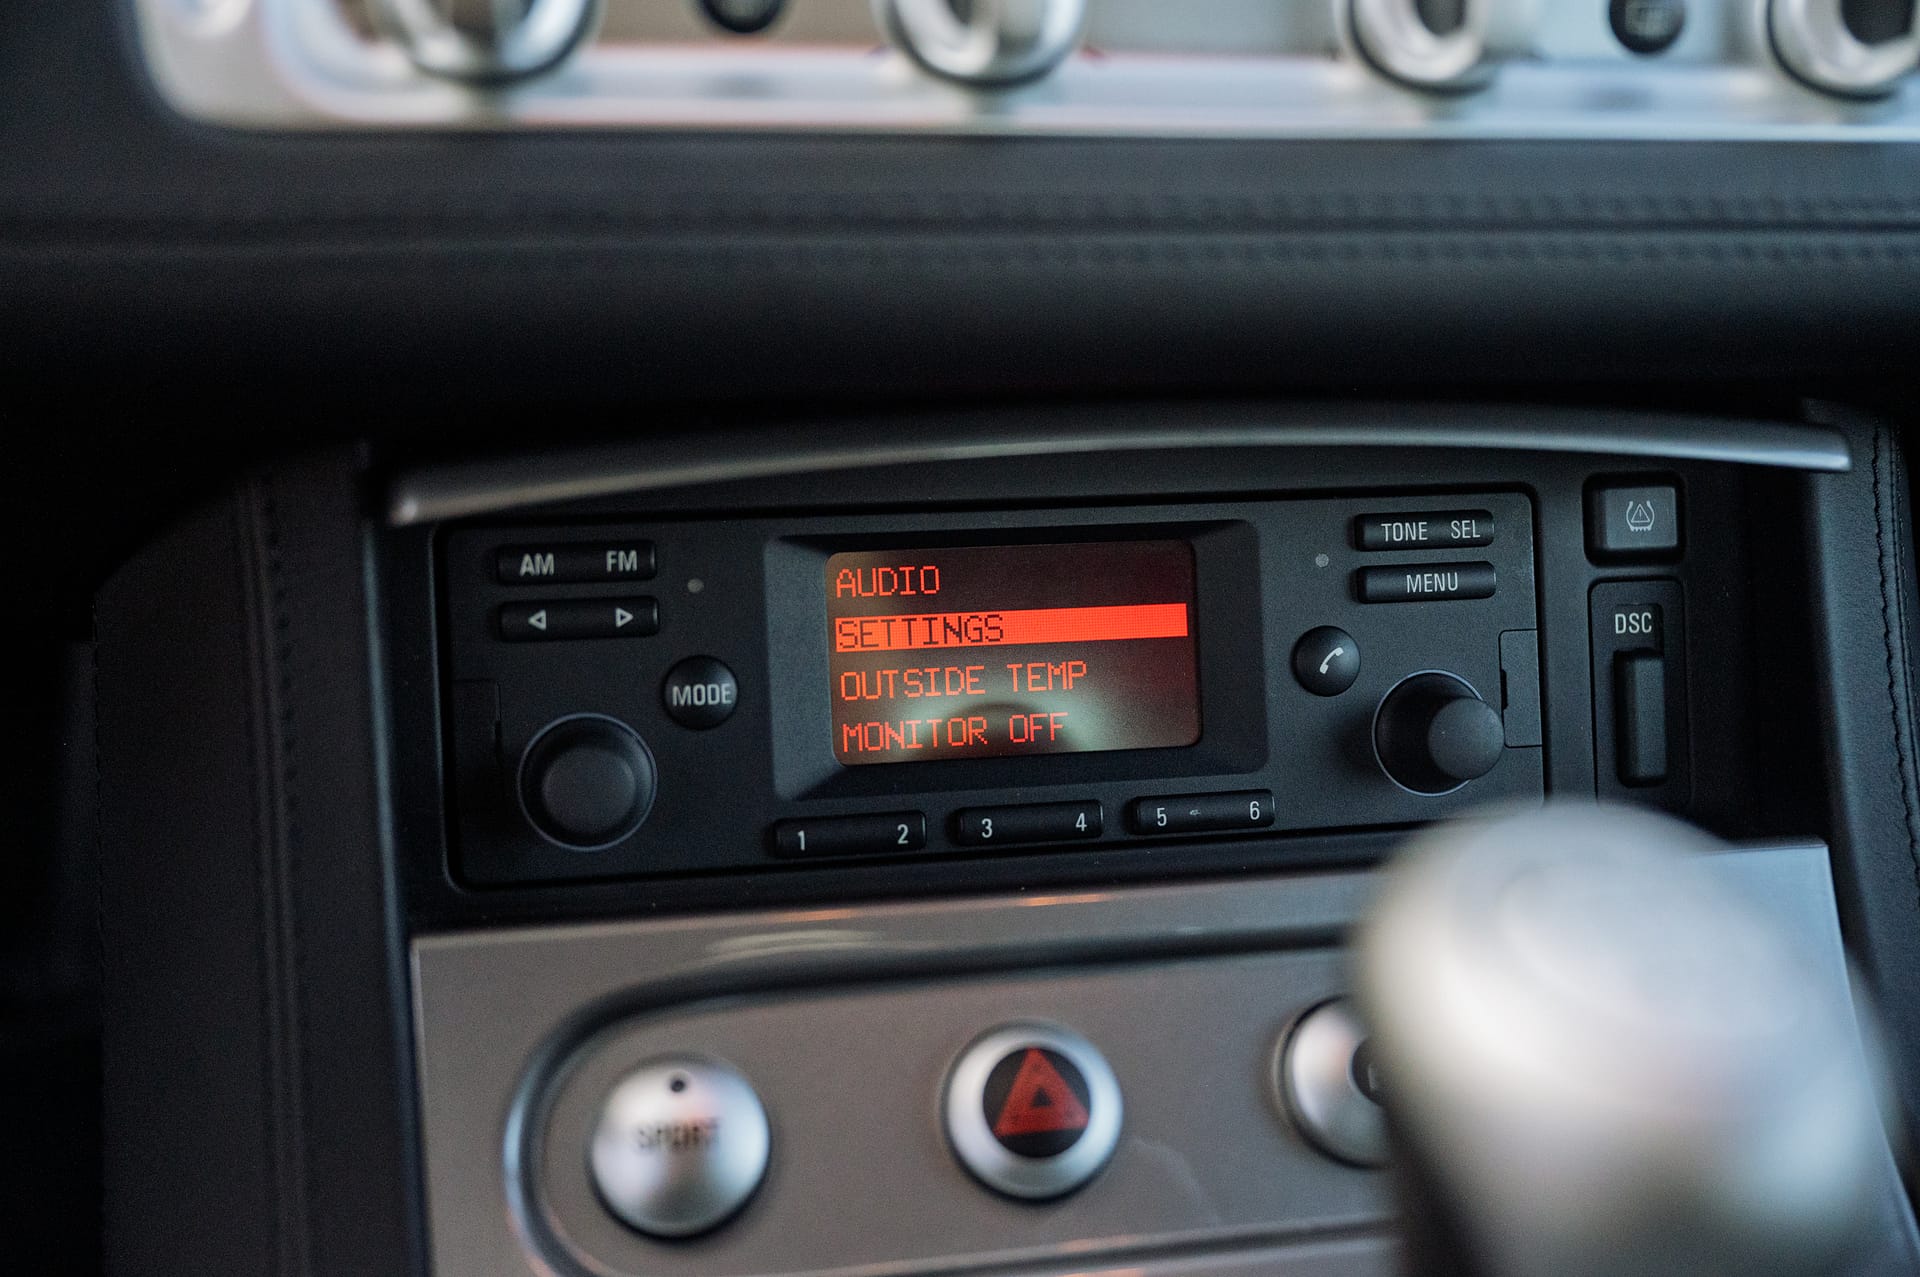 AM FM
MODE
AUDIO
SETTINGS
OUTSIDE TEMP
MONITOR OFF
TONE SEL
MENU
DSC
1 2
3 4
5 6
SPORT